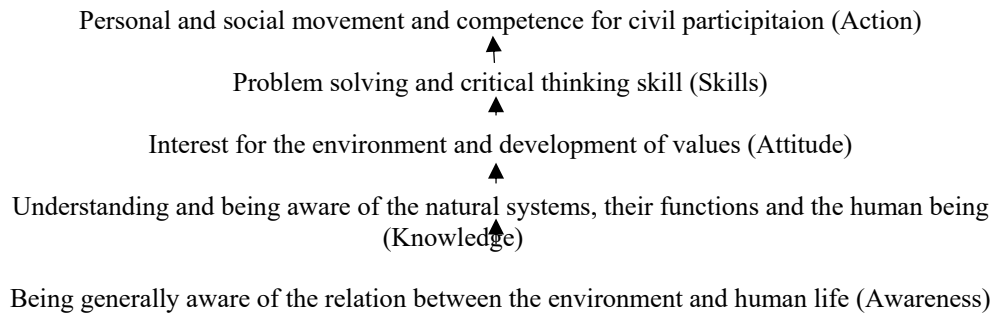 Personal and social movement and competence for civil participitaion (Action)
Problem solving and critical thinking skill (Skills)
Interest for the environment and development of values (Attitude)
Understanding and being aware of the natural systems, their functions and the human being
(Knowledge)
Being generally aware of the relation between the environment and human life (Awareness)